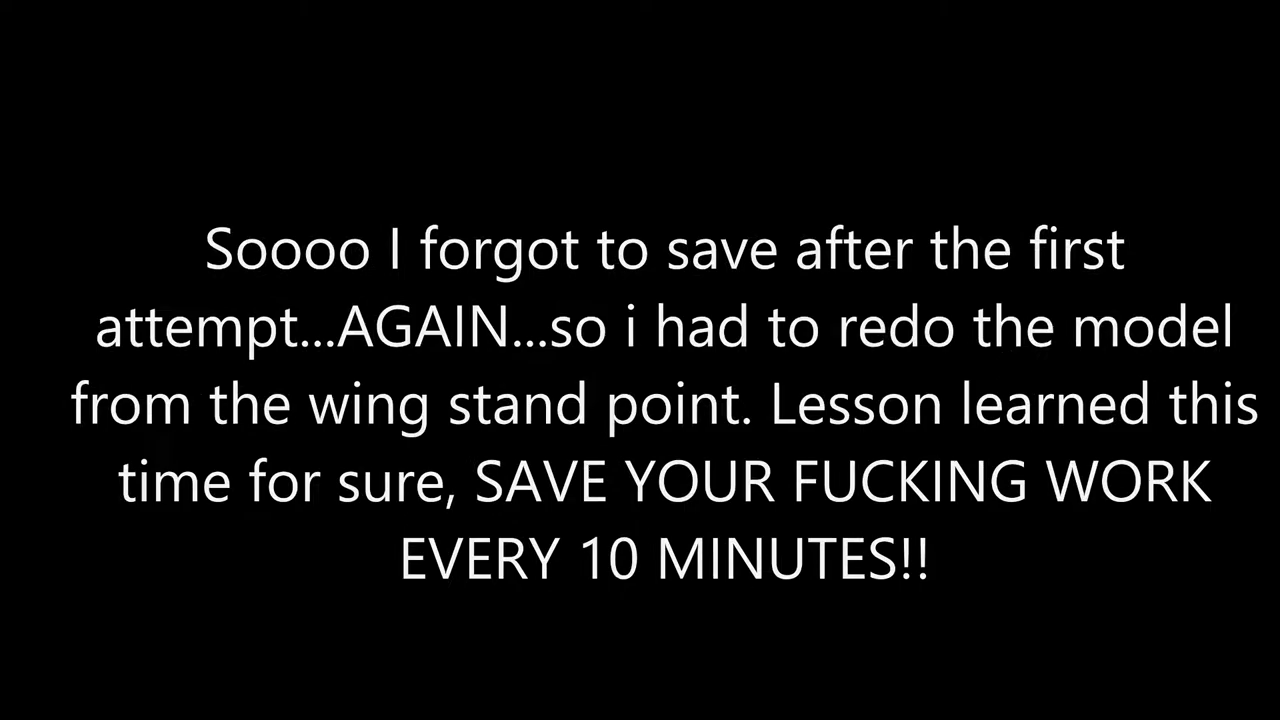 Soooo I forgot to save after the first
attempt...AGAIN...so i had to redo the model
from the wing stand point. Lesson learned this
time for sure, SAVE YOUR FUCKING WORK
EVERY 10 MINUTES!!